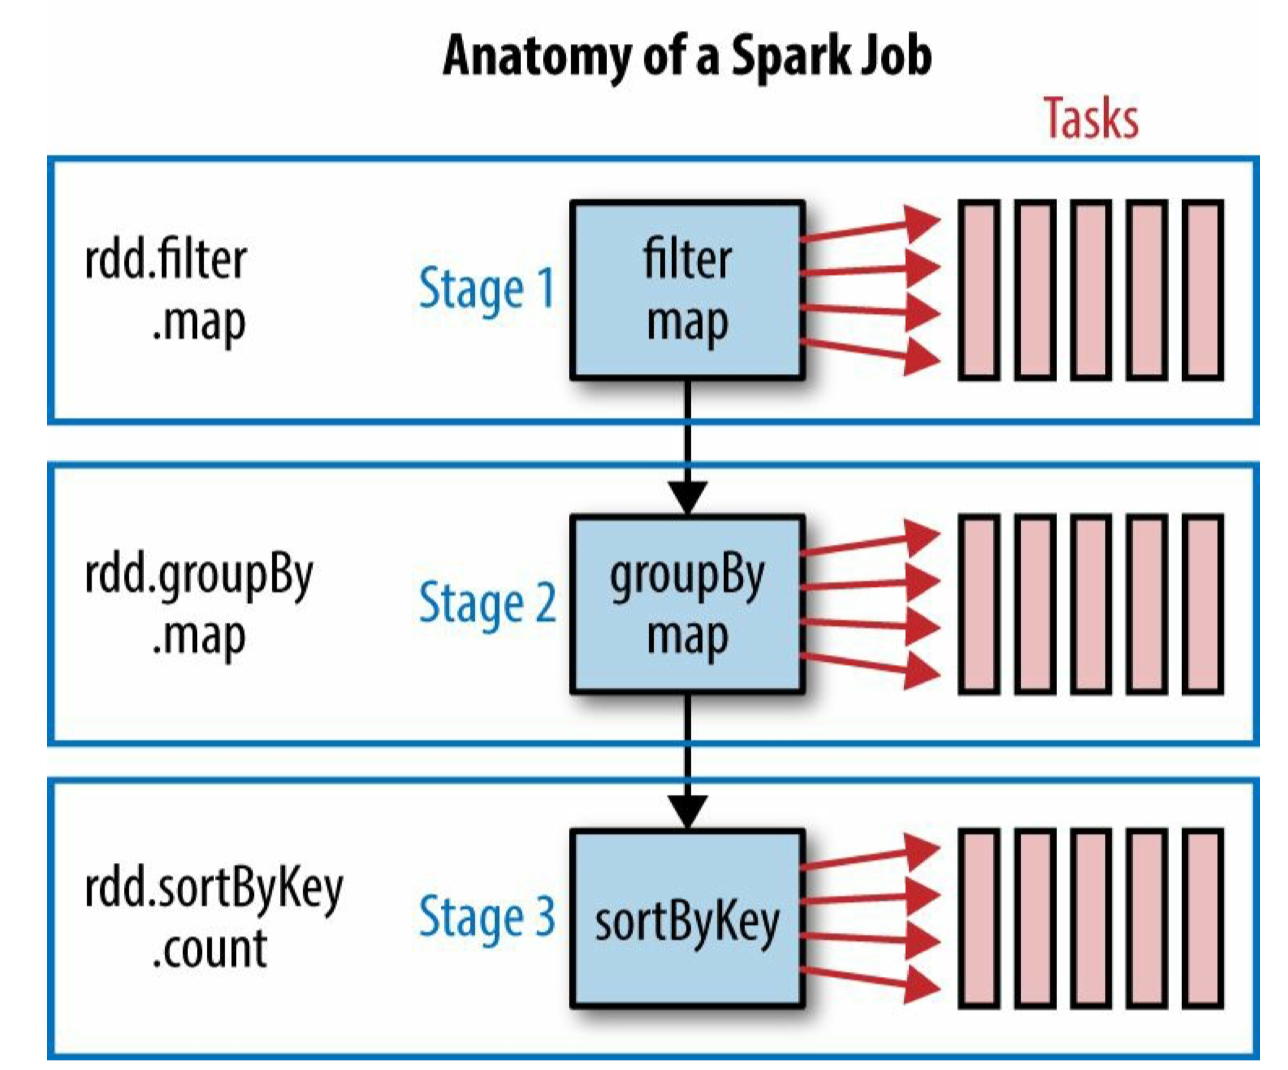 Anatomy of a Spark Job
Tasks
rdd.filter
.map
Stage 1
filter
map
rdd.groupBy
.map
Stage 2
groupBy
map
rdd.sortByKey
.count
Stage 3
sortByKey